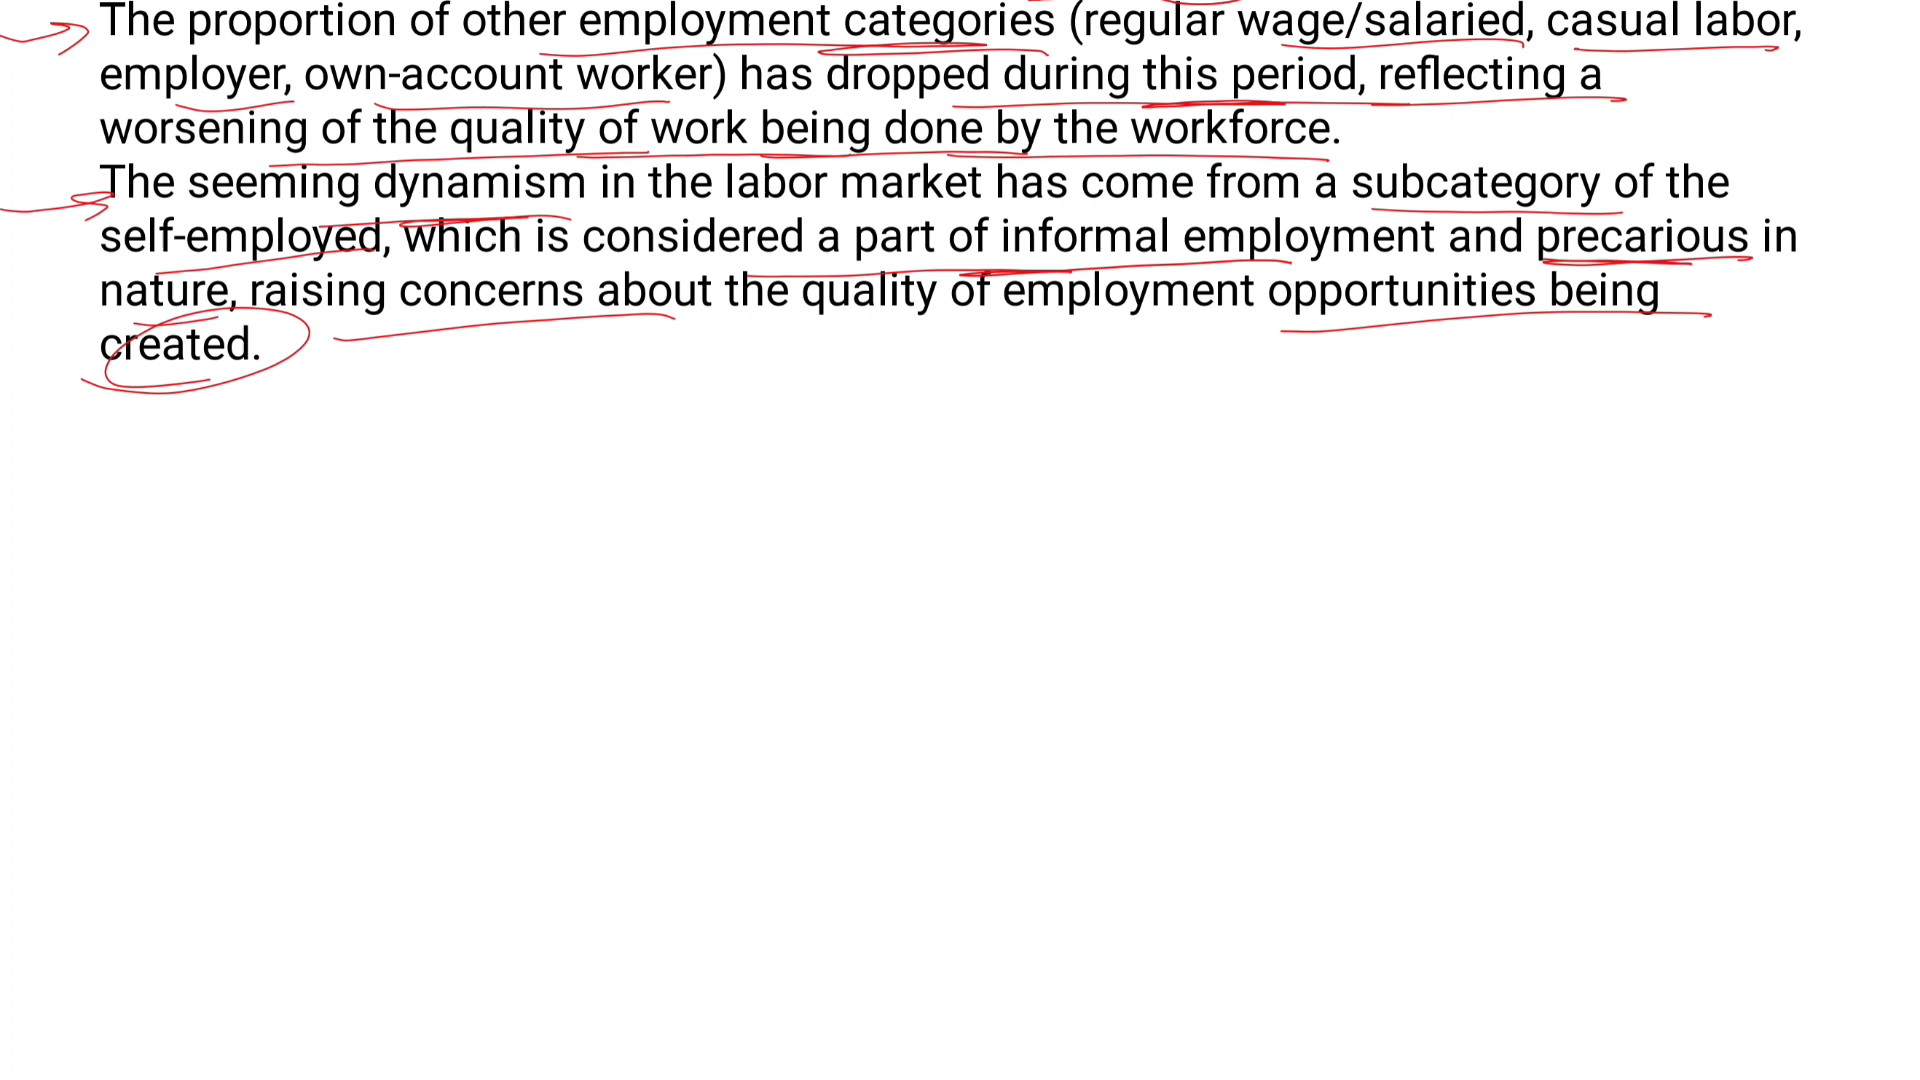 The proportion of other employment categories (regular wage/salaried, casual labor,
employer, own-account worker) has dropped during this period, reflecting a
worsening of the quality of work being done by the workforce.
The seeming dynamism in the labor market has come from a subcategory of the
self-employed, which is considered a part of informal employment and precarious in
nature, raising concerns about the quality of employment opportunities being
created.